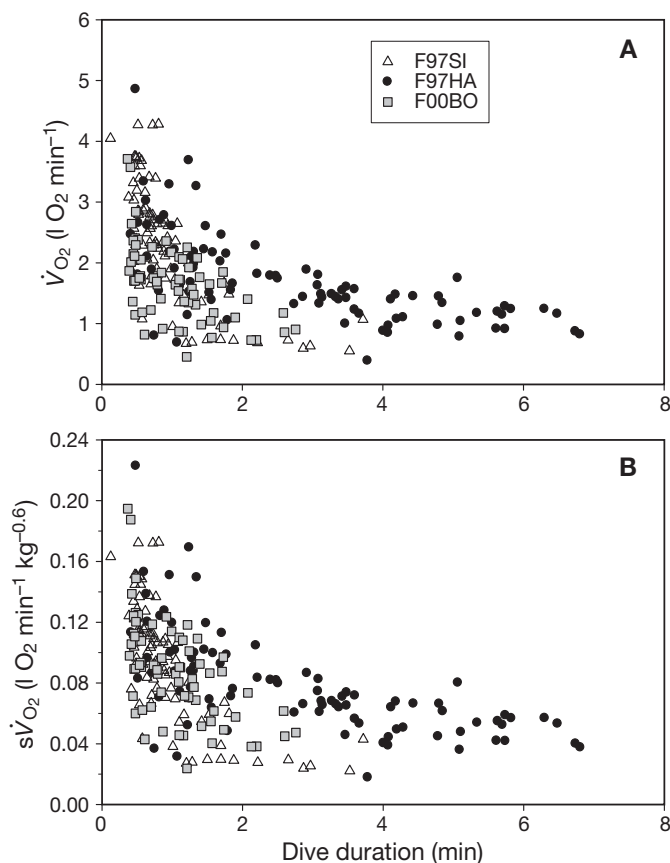 6
A
F97SI
F97HA
F00BO
5
4
3
2
1
0
V̇O₂ (l O₂ min⁻¹)
0 2 4 6 8
0.24
B
0.20
0.16
0.12
0.08
0.04
0.00
sV̇O₂ (l O₂ min⁻¹ kg⁻⁰·⁶)
0 2 4 6 8
Dive duration (min)